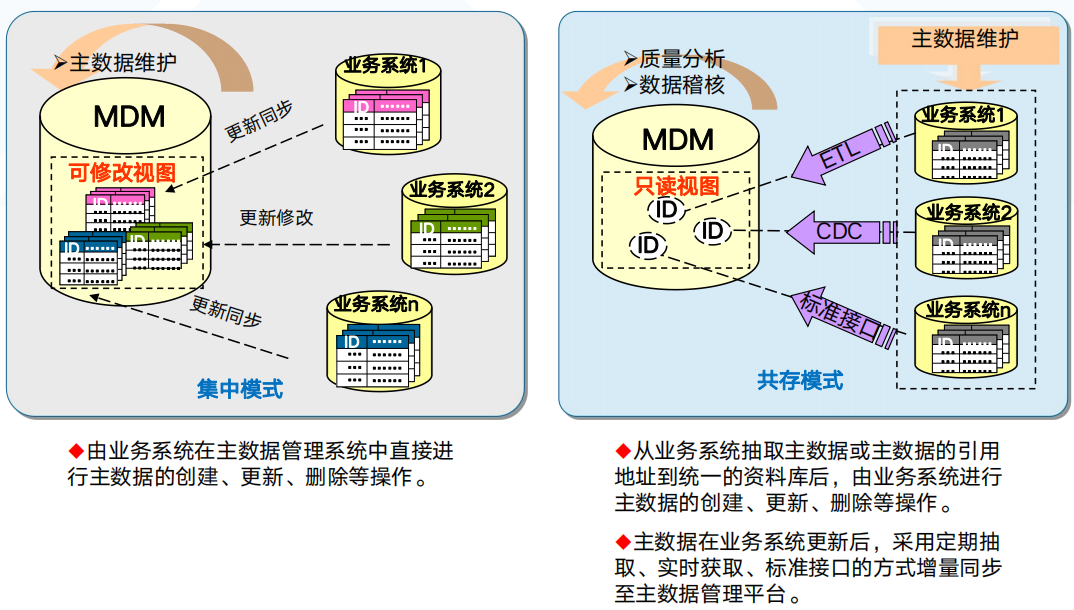 ➢主数据维护
MDM
可修改视图
ID ······
ID ······
ID ······
更新同步
更新修改
更新同步
业务系统1
ID ······
业务系统2
ID ······
业务系统n
ID ······
集中模式
◆由业务系统在主数据管理系统中直接进
行主数据的创建、更新、删除等操作。
➢质量分析
➢数据稽核
MDM
只读视图
ID
ID
ID
ETL
CDC
标准接口
主数据维护
业务系统1
ID
业务系统2
ID
业务系统n
ID
共存模式
◆从业务系统抽取主数据或主数据的引用
地址到统一的资料库后，由业务系统进行
主数据的创建、更新、删除等操作。
◆主数据在业务系统更新后，采用定期抽
取、实时获取、标准接口的方式增量同步
至主数据管理平台。